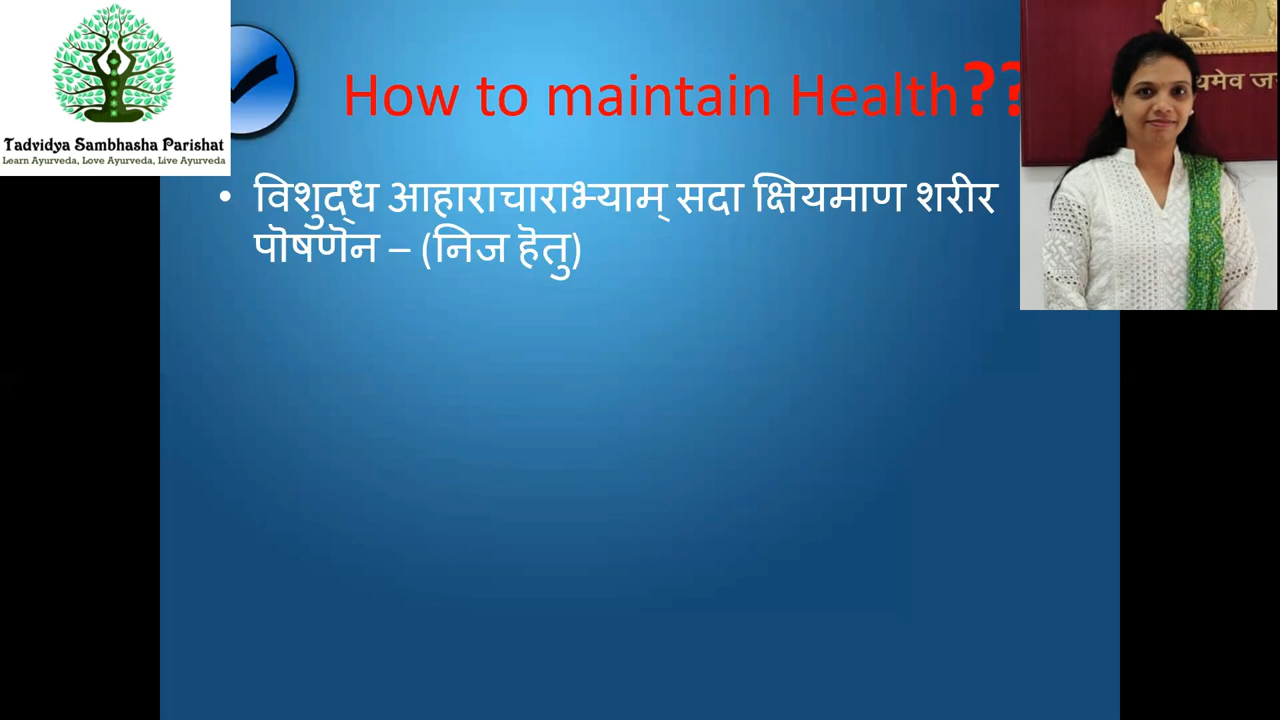 Tadvidya Sambhasha Parishat
Learn Ayurveda, Love Ayurveda, Live Ayurveda
How to maintain Health??
• विशुद्ध आहाराचाराभ्याम् सदा क्षियमाण शरीर
पॊषणॆन – (निज हॆतु)